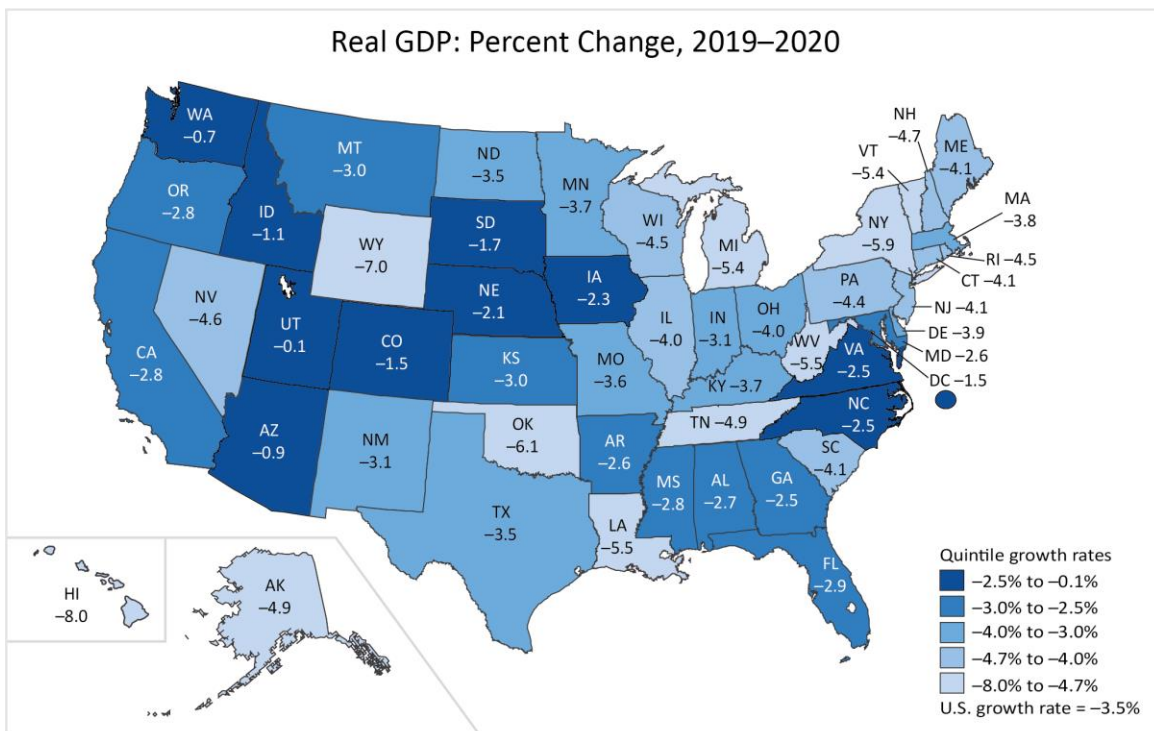 Real GDP: Percent Change, 2019–2020
WA
–0.7
MT
–3.0
ND
–3.5
MN
–3.7
NH
–4.7
VT
–5.4
ME
–4.1
OR
–2.8
ID
–1.1
WY
–7.0
SD
–1.7
WI
–4.5
MI
–5.4
NY
–5.9
MA
–3.8
RI –4.5
CT –4.1
NV
–4.6
UT
–0.1
CO
–1.5
NE
–2.1
IA
–2.3
IL
–4.0
IN
–3.1
OH
–4.0
PA
–4.4
NJ –4.1
DE –3.9
MD –2.6
DC –1.5
CA
–2.8
KS
–3.0
MO
–3.6
KY –3.7
WV
–5.5
VA
–2.5
AZ
–0.9
NM
–3.1
OK
–6.1
AR
–2.6
TN –4.9
NC
–2.5
SC
–4.1
TX
–3.5
LA
–5.5
MS
–2.8
AL
–2.7
GA
–2.5
FL
–2.9
HI
–8.0
AK
–4.9
Quintile growth rates
–2.5% to –0.1%
–3.0% to –2.5%
–4.0% to –3.0%
–4.7% to –4.0%
–8.0% to –4.7%
U.S. growth rate = –3.5%